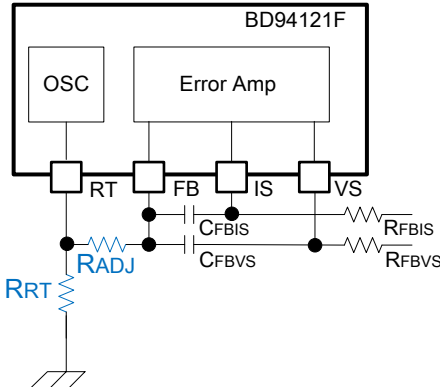 BD94121F
OSC
Error Amp
RT
FB
IS
VS
CFBIS
RFBIS
RADJ
CFBVS
RFBVS
RRT